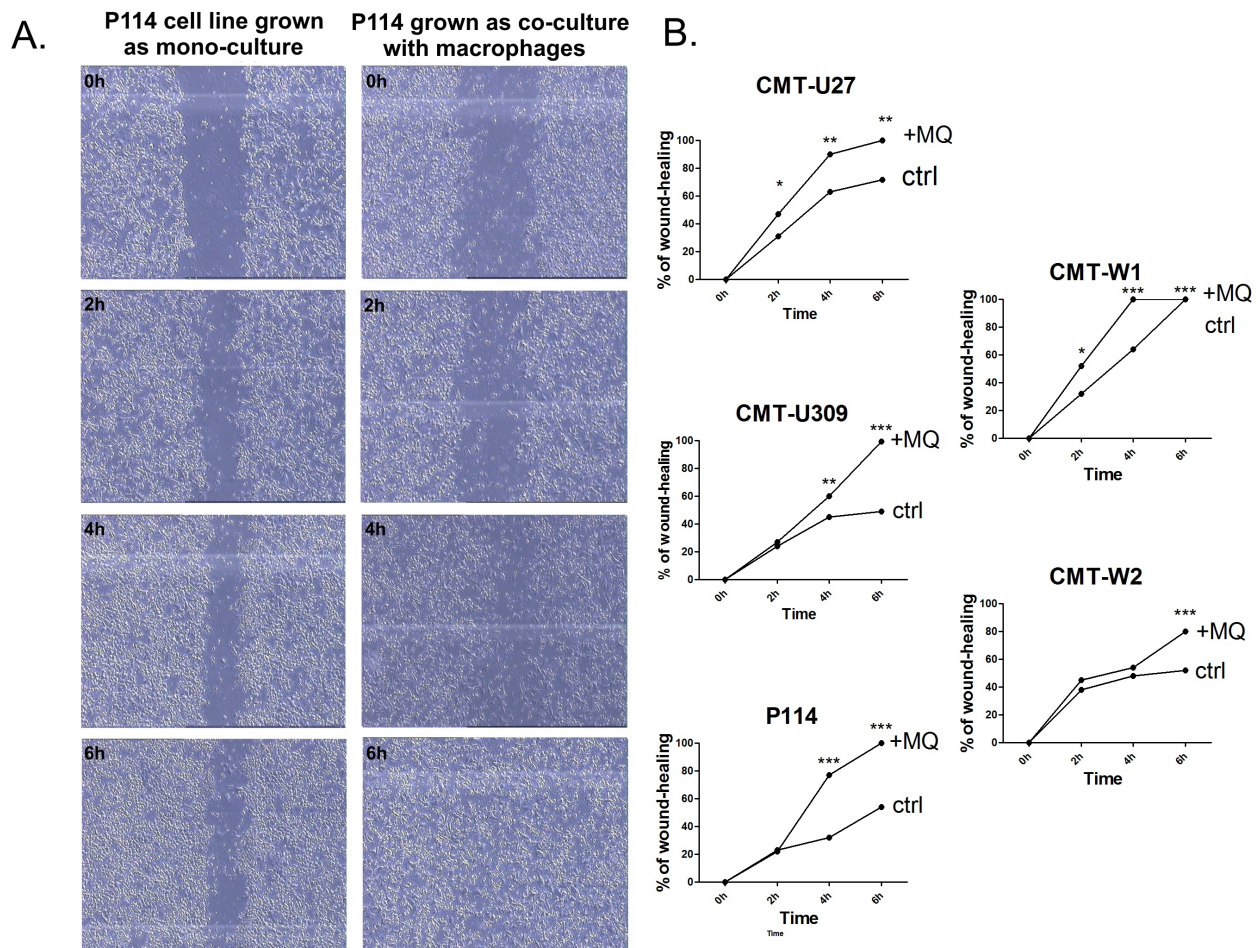 A.
P114 cell line grown
as mono-culture
P114 grown as co-culture
with macrophages
0h
0h
2h
2h
4h
4h
6h
6h
B.
CMT-U27
% of wound-healing
100
80
60
40
20
0
* ** **
+MQ
ctrl
0h 2h 4h 6h
Time
CMT-W1
% of wound-healing
100
80
60
40
20
0
* *** ***
+MQ
ctrl
0h 2h 4h 6h
Time
CMT-U309
% of wound-healing
100
80
60
40
20
0
** ***
+MQ
ctrl
0h 2h 4h 6h
Time
CMT-W2
% of wound-healing
100
80
60
40
20
0
***
+MQ
ctrl
0h 2h 4h 6h
Time
P114
% of wound-healing
100
80
60
40
20
0
*** ***
+MQ
ctrl
0h 2h 4h 6h
Time
Time